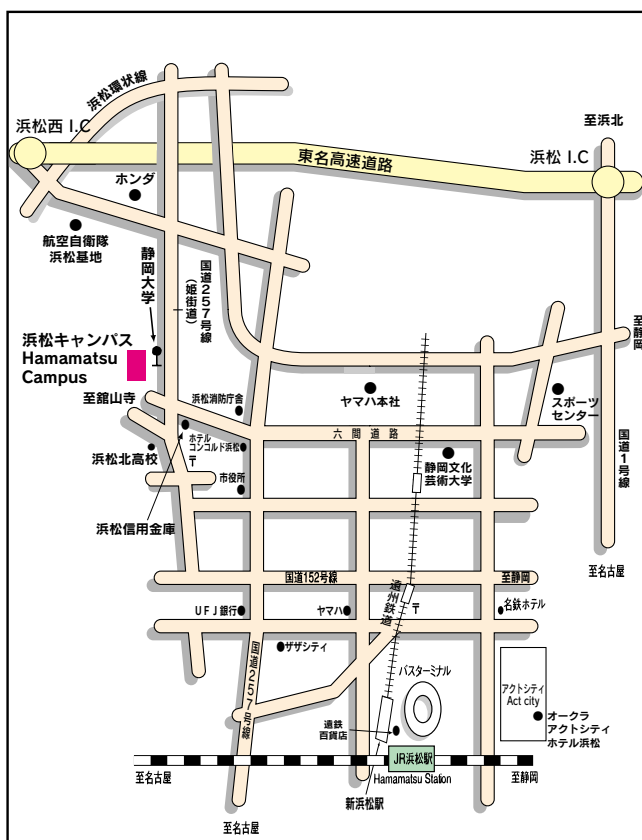 浜松環状線
浜松西 I.C
至浜北
東名高速道路
浜松 I.C
ホンダ
航空自衛隊
浜松基地
静岡大学
国道257号線
(姫街道)
至静岡
浜松キャンパス
Hamamatsu
Campus
至舘山寺
浜松消防庁舎
ヤマハ本社
スポーツ
センター
国道1号線
六間道路
ホテル
コンコルド浜松
〒
浜松北高校
市役所
静岡文化
芸術大学
浜松信用金庫
国道152号線
至静岡
至名古屋
遠州鉄道
UFJ銀行
ヤマハ
〒
名鉄ホテル
国道257号線
ザザシティ
バスターミナル
アクトシティ
Act city
遠鉄
百貨店
オークラ
アクトシティ
ホテル浜松
JR浜松駅
至名古屋
Hamamatsu Station
至静岡
新浜松駅
至名古屋